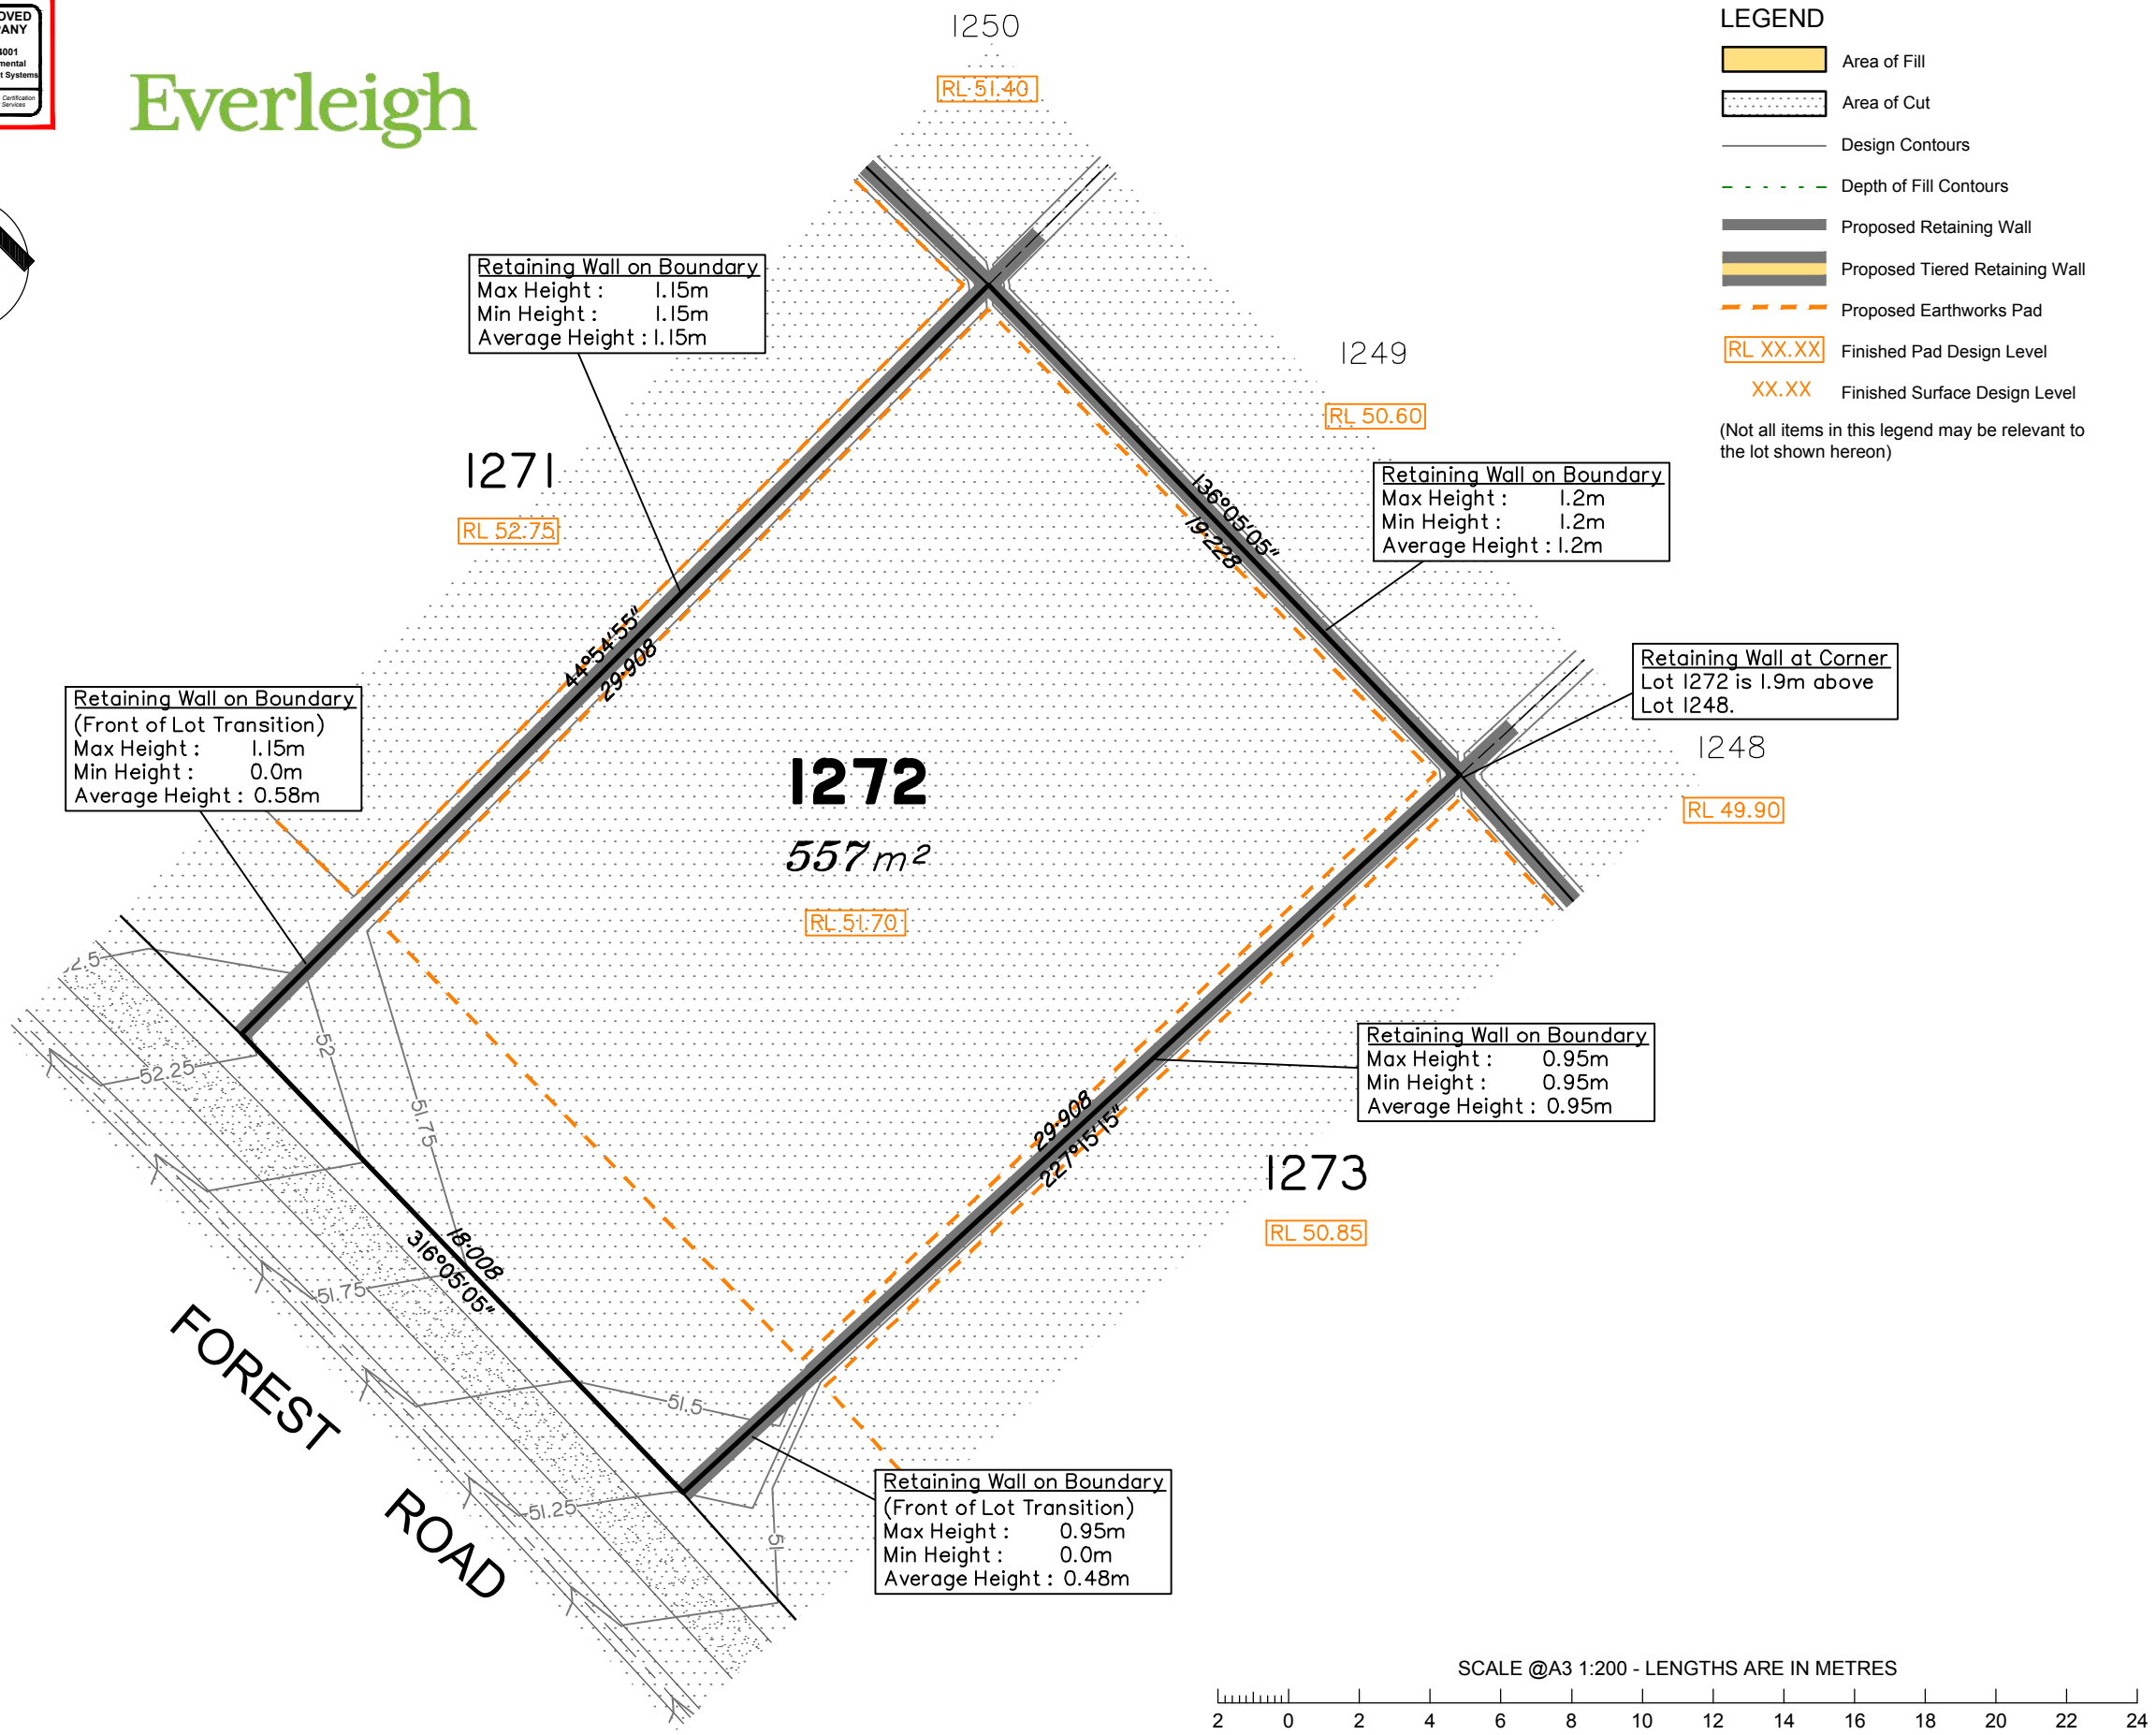 Everleigh
LEGEND
Area of Fill
Area of Cut
Design Contours
Depth of Fill Contours
Proposed Retaining Wall
Proposed Tiered Retaining Wall
Proposed Earthworks Pad
RL XX.XX Finished Pad Design Level
XX.XX Finished Surface Design Level
(Not all items in this legend may be relevant to
the lot shown hereon)
1250
RL 51.40
Retaining Wall on Boundary
Max Height : 1.15m
Min Height : 1.15m
Average Height : 1.15m
1249
RL 50.60
1271
RL 52.75
Retaining Wall on Boundary
Max Height : 1.2m
Min Height : 1.2m
Average Height : 1.2m
136°05'05"
19·228
44°54'55"
29·908
Retaining Wall at Corner
Lot 1272 is 1.9m above
Lot 1248.
Retaining Wall on Boundary
(Front of Lot Transition)
Max Height : 1.15m
Min Height : 0.0m
Average Height : 0.58m
1248
RL 49.90
1272
557 m²
RL 51.70
52
52.25
51.75
Retaining Wall on Boundary
Max Height : 0.95m
Min Height : 0.95m
Average Height : 0.95m
29·908
227°15'15"
1273
RL 50.85
18·008
316°05'05"
51.75
51.5
51.25
51
FOREST
ROAD
Retaining Wall on Boundary
(Front of Lot Transition)
Max Height : 0.95m
Min Height : 0.0m
Average Height : 0.48m
SCALE @A3 1:200 - LENGTHS ARE IN METRES
2 0 2 4 6 8 10 12 14 16 18 20 22 24